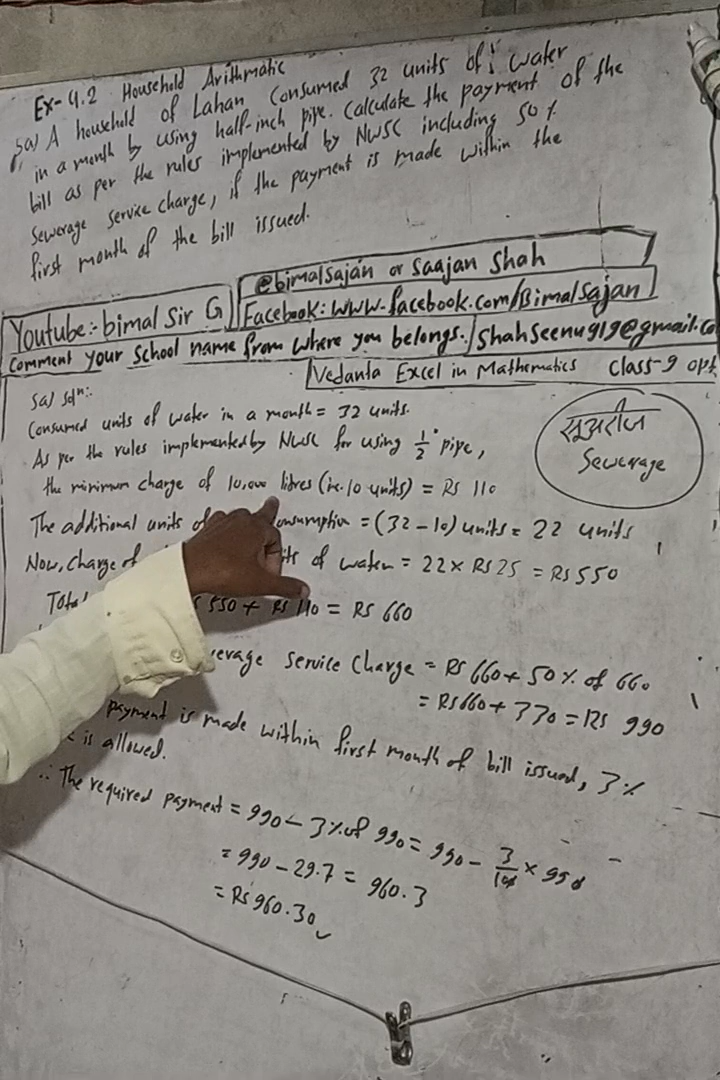 Ex- 4.2 Household Arithmatic
5a) A household of Lahan consumed 32 units of water
in a month by using half-inch pipe. Calculate the payment of the
bill as per the rules implemented by NWSC including 50%
sewerage service charge, if the payment is made within the
first month of the bill issued.
@bimalsajan or Saajan Shah
Youtube:- bimal Sir G
Facebook: www.facebook.com/Bimalsajan
Comment your School name from where you belongs.
shahseenu919@gmail.co
Vedanta Excel in Mathematics Class-9 opt
5a) Solⁿ:-
Consumed units of water in a month = 32 units.
As per the rules implemented by NWSC for using 1/2" pipe,
the minimum charge of 10,000 litres (i.e. 10 units) = RS 110
सुअरीज
Sewerage
The additional units of consumption = (32-10) units = 22 units
Now, charge of of water = 22 × RS 25 = RS 550
550 + RS 110 = RS 660
erage service charge = RS 660 + 50% of 660
= RS 660 + 330 = RS 990
payment is made within first month of bill issued, 3%
is allowed.
∴ The required payment = 990 - 3% of 990 = 990 - 3/100 × 990
= 990 - 29.7 = 960.3
= RS 960.30